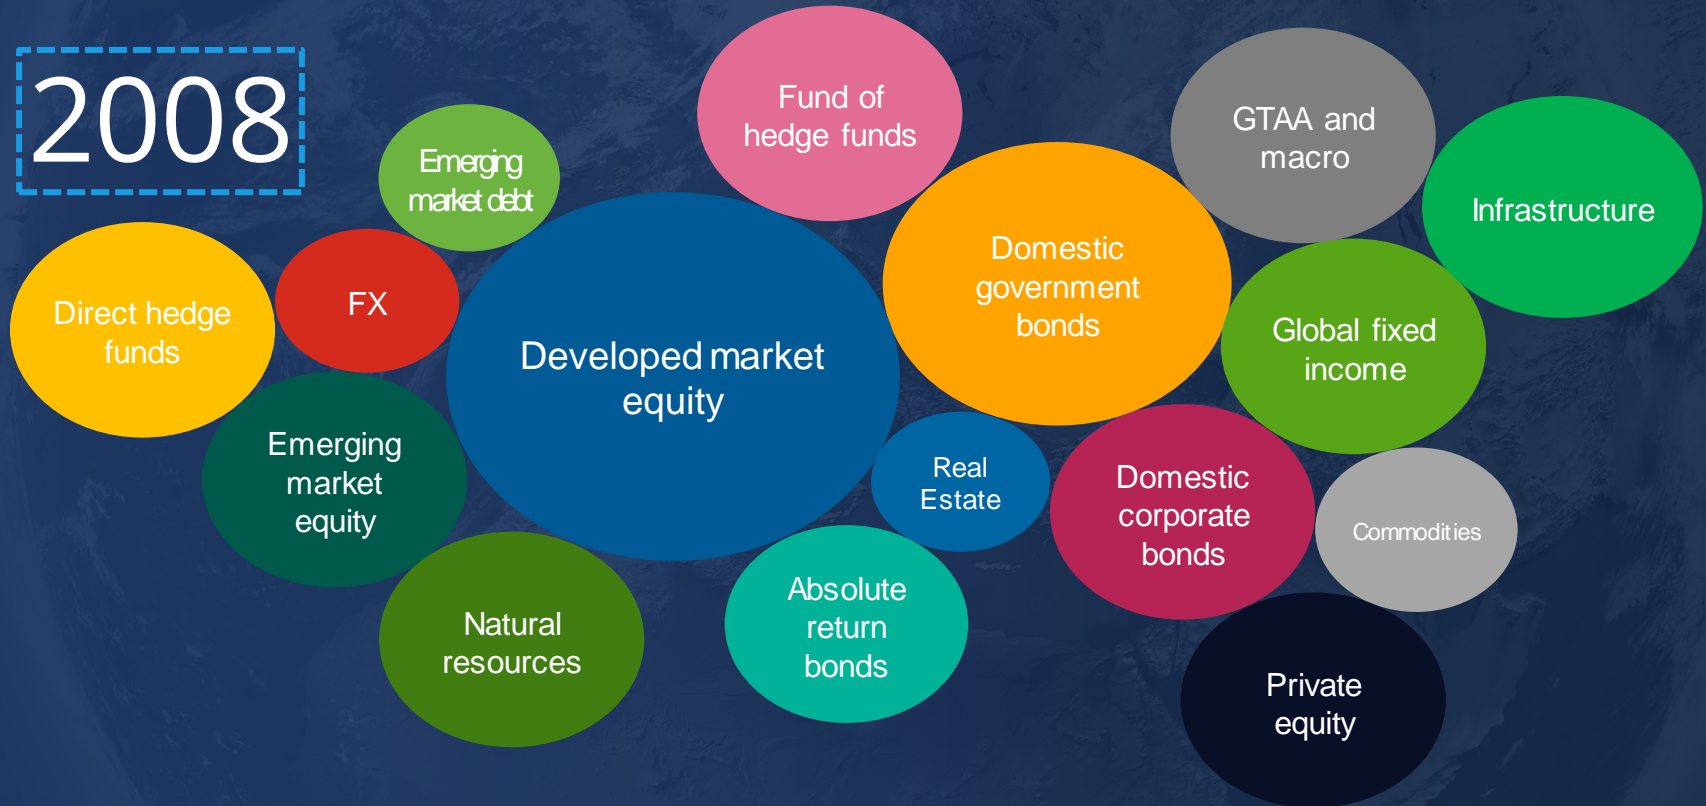 2008
Fund of
hedge funds
GTAA and
macro
Emerging
market debt
Infrastructure
Domestic
government
bonds
Direct hedge
funds
FX
Developed market
equity
Global fixed
income
Emerging
market
equity
Real
Estate
Domestic
corporate
bonds
Commodities
Natural
resources
Absolute
return
bonds
Private
equity